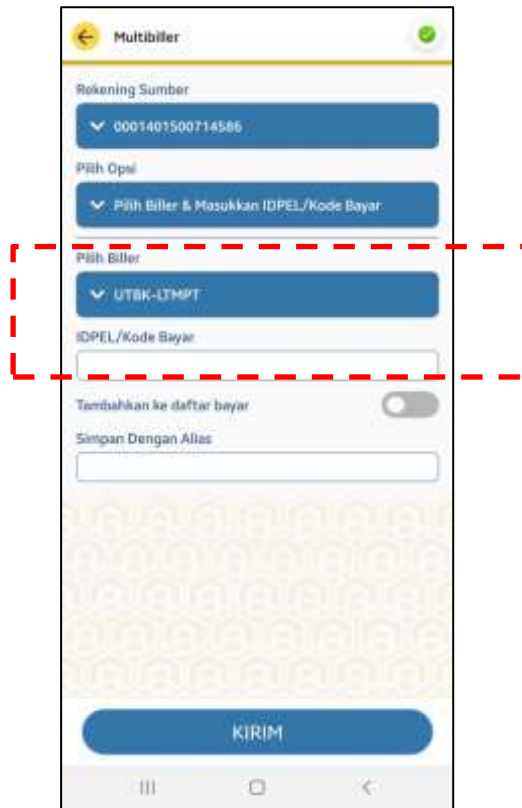 Multibiller
Rekening Sumber
0001401500714586
Pilih Opsi
Pilih Biller & Masukkan IDPEL/Kode Bayar
Pilih Biller
UTBK-LTMPT
IDPEL/Kode Bayar
Tambahkan ke daftar bayar
Simpan Dengan Alias
KIRIM